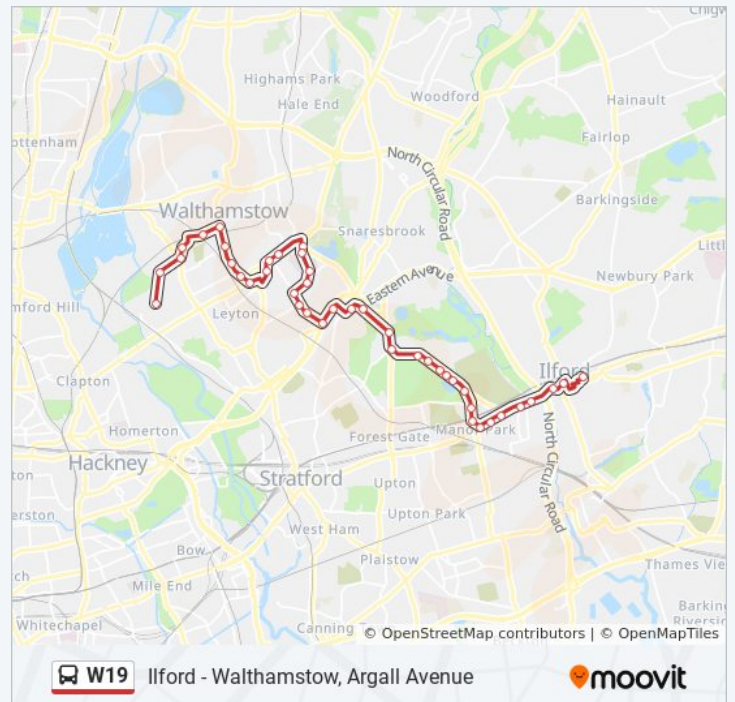 Chigw
Highams Park
Hale End
Woodford
Hainault
ottenham
Fairlop
North Circular Road
Barkingside
Walthamstow
Snaresbrook
Littl
Eastern Avenue
Newbury Park
mford Hill
Leyton
Ilford
Clapton
Homerton
Forest Gate
Manor Park
North Circular Road
Hackney
Stratford
Upton
ton
Upton Park
erston
West Ham
Bow
Plaistow
Thames Vie
tch
Mile End
Barkin
Riversi
Whitechapel
Canning To
© OpenStreetMap contributors | © OpenMapTiles
W19 Ilford - Walthamstow, Argall Avenue
moovit